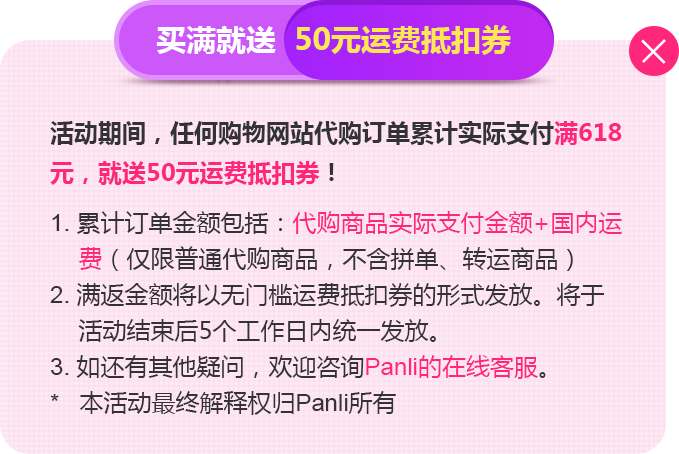 买满就送 50元运费抵扣券
活动期间，任何购物网站代购订单累计实际支付满618
元，就送50元运费抵扣券！
1. 累计订单金额包括：代购商品实际支付金额+国内运
费（仅限普通代购商品，不含拼单、转运商品）
2. 满返金额将以无门槛运费抵扣券的形式发放。将于
活动结束后5个工作日内统一发放。
3. 如还有其他疑问，欢迎咨询Panli的在线客服。
* 本活动最终解释权归Panli所有